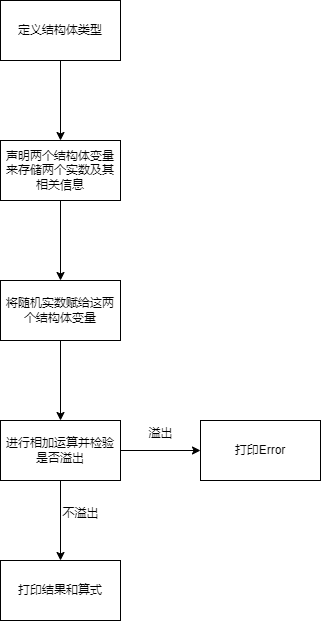 定义结构体类型
声明两个结构体变量
来存储两个实数及其
相关信息
将随机实数赋给这两
个结构体变量
进行相加运算并检验
是否溢出
溢出
打印Error
不溢出
打印结果和算式